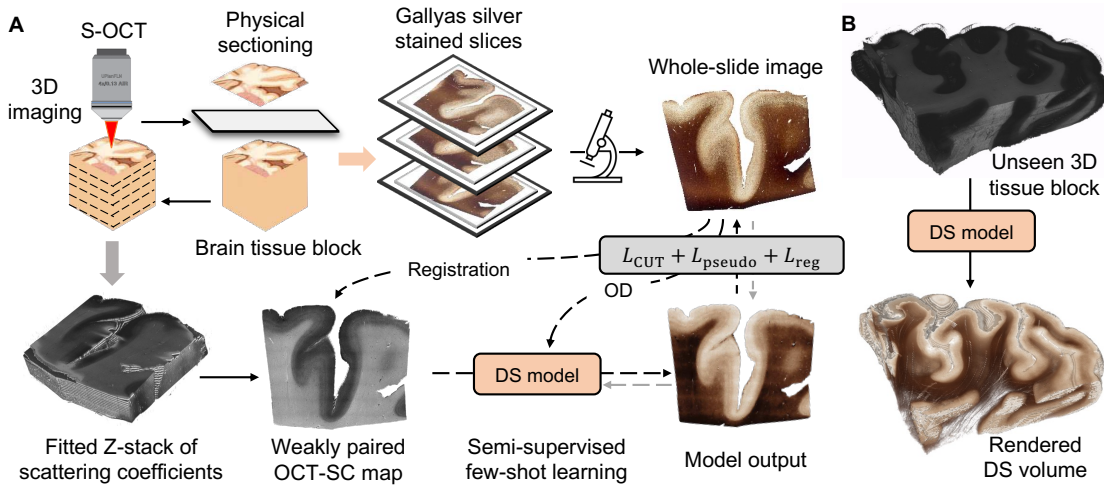 A
S-OCT
3D
imaging
Physical
sectioning
Brain tissue block
Gallyas silver
stained slices
Whole-slide image
Registration
L_CUT + L_pseudo + L_reg
OD
DS model
Fitted Z-stack of
scattering coefficients
Weakly paired
OCT-SC map
Semi-supervised
few-shot learning
Model output
B
Unseen 3D
tissue block
DS model
Rendered
DS volume